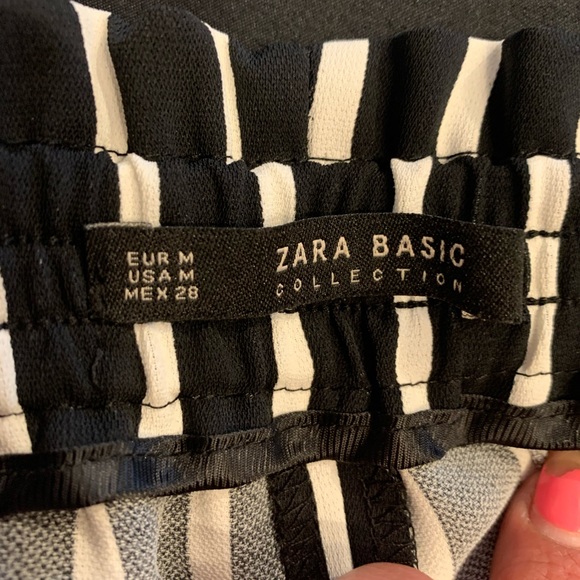 EUR M
USA M
MEX 28
ZARA BASIC
COLLECTION